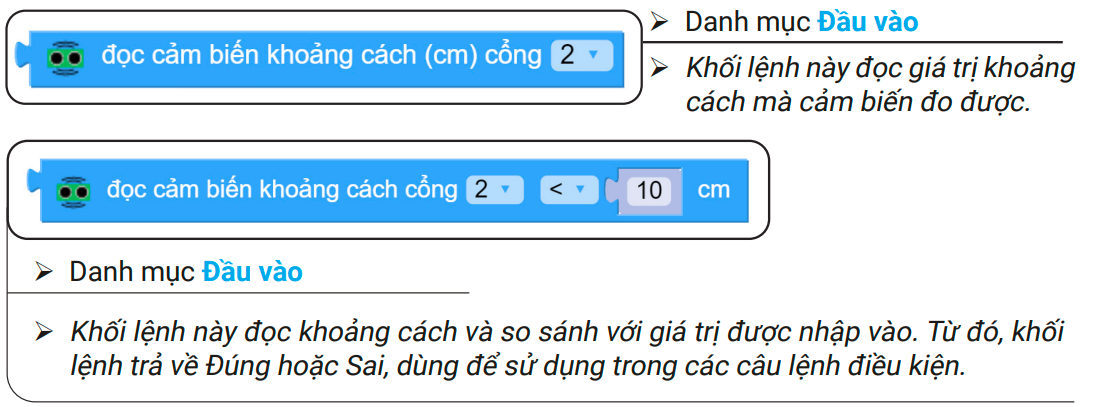 đọc cảm biến khoảng cách (cm) cổng 2
➢ Danh mục Đầu vào
➢ Khối lệnh này đọc giá trị khoảng
cách mà cảm biến đo được.
đọc cảm biến khoảng cách cổng 2 < 10 cm
➢ Danh mục Đầu vào
➢ Khối lệnh này đọc khoảng cách và so sánh với giá trị được nhập vào. Từ đó, khối
lệnh trả về Đúng hoặc Sai, dùng để sử dụng trong các câu lệnh điều kiện.